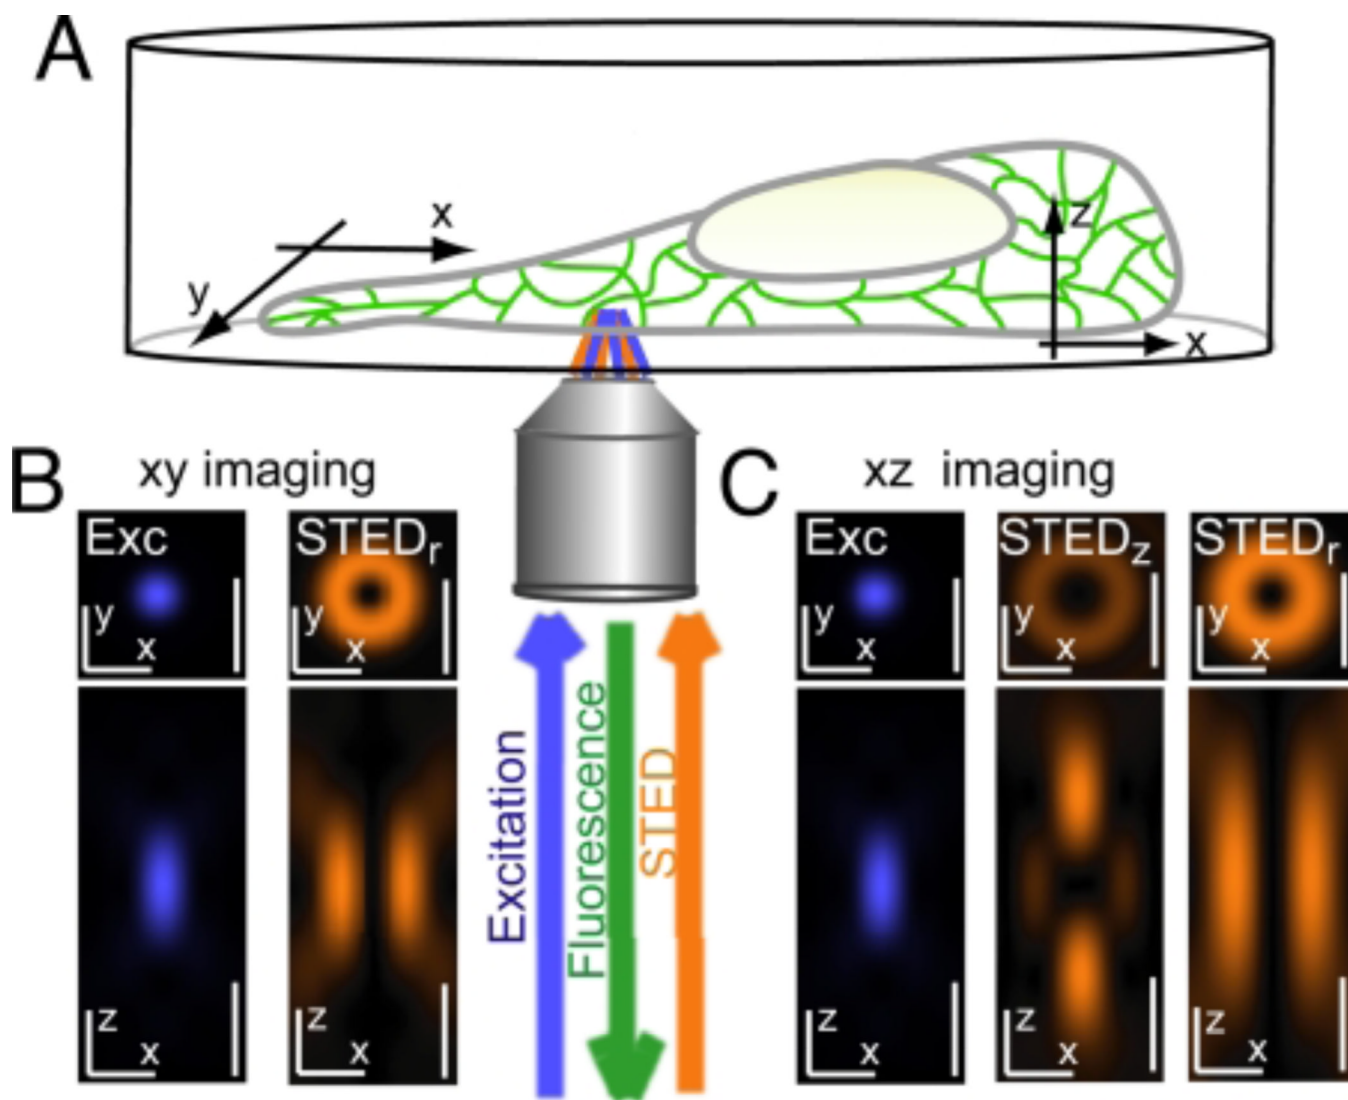 A
x
y
z
x
B xy imaging
C xz imaging
Exc
y
x
STEDr
y
x
Exc
y
x
STEDz
y
x
STEDr
y
x
Excitation
Fluorescence
STED
z
x
z
x
z
x
z
x
z
x